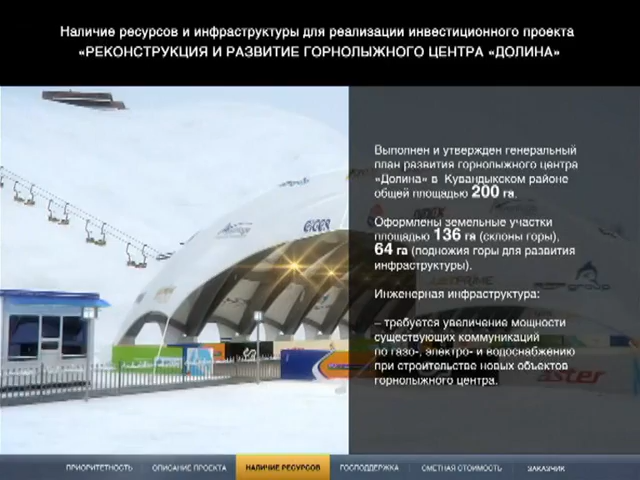 Наличие ресурсов и инфраструктуры для реализации инвестиционного проекта
«РЕКОНСТРУКЦИЯ И РАЗВИТИЕ ГОРНОЛЫЖНОГО ЦЕНТРА «ДОЛИНА»
Выполнен и утвержден генеральный
план развития горнолыжного центра
«Долина» в Кувандыкском районе
общей площадью 200 га.
Оформлены земельные участки
площадью 136 га (склоны горы),
64 га (подножия горы для развития
инфраструктуры).
Инженерная инфраструктура:
– требуется увеличение мощности
существующих коммуникаций
по газо-, электро- и водоснабжению
при строительстве новых объектов
горнолыжного центра.
ПРИОРИТЕТНОСТЬ
ОПИСАНИЕ ПРОЕКТА
НАЛИЧИЕ РЕСУРСОВ
ГОСПОДДЕРЖКА
СМЕТНАЯ СТОИМОСТЬ
ЗАКАЗЧИК